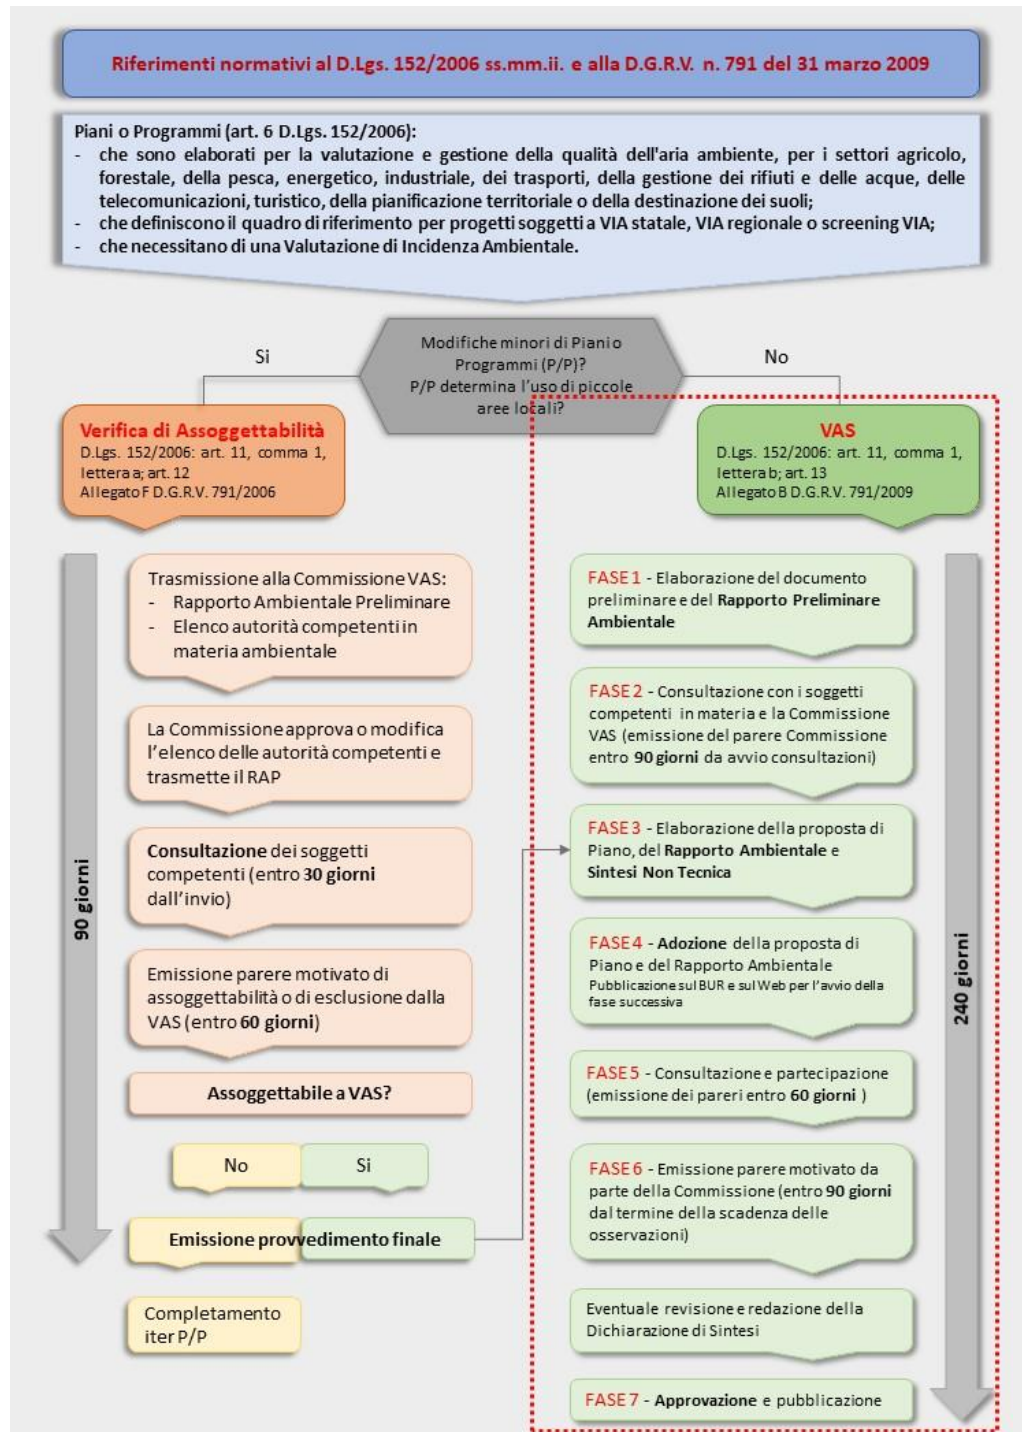 Riferimenti normativi al D.Lgs. 152/2006 ss.mm.ii. e alla D.G.R.V. n. 791 del 31 marzo 2009
Piani o Programmi (art. 6 D.Lgs. 152/2006):
- che sono elaborati per la valutazione e gestione della qualità dell'aria ambiente, per i settori agricolo,
forestale, della pesca, energetico, industriale, dei trasporti, della gestione dei rifiuti e delle acque, delle
telecomunicazioni, turistico, della pianificazione territoriale o della destinazione dei suoli;
- che definiscono il quadro di riferimento per progetti soggetti a VIA statale, VIA regionale o screening VIA;
- che necessitano di una Valutazione di Incidenza Ambientale.
Modifiche minori di Piani o
Programmi (P/P)?
P/P determina l'uso di piccole
aree locali?
Si
No
Verifica di Assoggettabilità
D.Lgs. 152/2006: art. 11, comma 1,
lettera a; art. 12
Allegato F D.G.R.V. 791/2006
90 giorni
Trasmissione alla Commissione VAS:
- Rapporto Ambientale Preliminare
- Elenco autorità competenti in
materia ambientale
La Commissione approva o modifica
l'elenco delle autorità competenti e
trasmette il RAP
Consultazione dei soggetti
competenti (entro 30 giorni
dall'invio)
Emissione parere motivato di
assoggettabilità o di esclusione dalla
VAS (entro 60 giorni)
Assoggettabile a VAS?
No
Si
Emissione provvedimento finale
Completamento
iter P/P
VAS
D.Lgs. 152/2006: art. 11, comma 1,
lettera b; art. 13
Allegato B D.G.R.V. 791/2009
FASE 1 - Elaborazione del documento
preliminare e del Rapporto Preliminare
Ambientale
FASE 2 - Consultazione con i soggetti
competenti in materia e la Commissione
VAS (emissione del parere Commissione
entro 90 giorni da avvio consultazioni)
FASE 3 - Elaborazione della proposta di
Piano, del Rapporto Ambientale e
Sintesi Non Tecnica
FASE 4 - Adozione della proposta di
Piano e del Rapporto Ambientale
Pubblicazione sul BUR e sul Web per l'avvio della
fase successiva
FASE 5 - Consultazione e partecipazione
(emissione dei pareri entro 60 giorni )
FASE 6 - Emissione parere motivato da
parte della Commissione (entro 90 giorni
dal termine della scadenza delle
osservazioni)
Eventuale revisione e redazione della
Dichiarazione di Sintesi
FASE 7 - Approvazione e pubblicazione
240 giorni